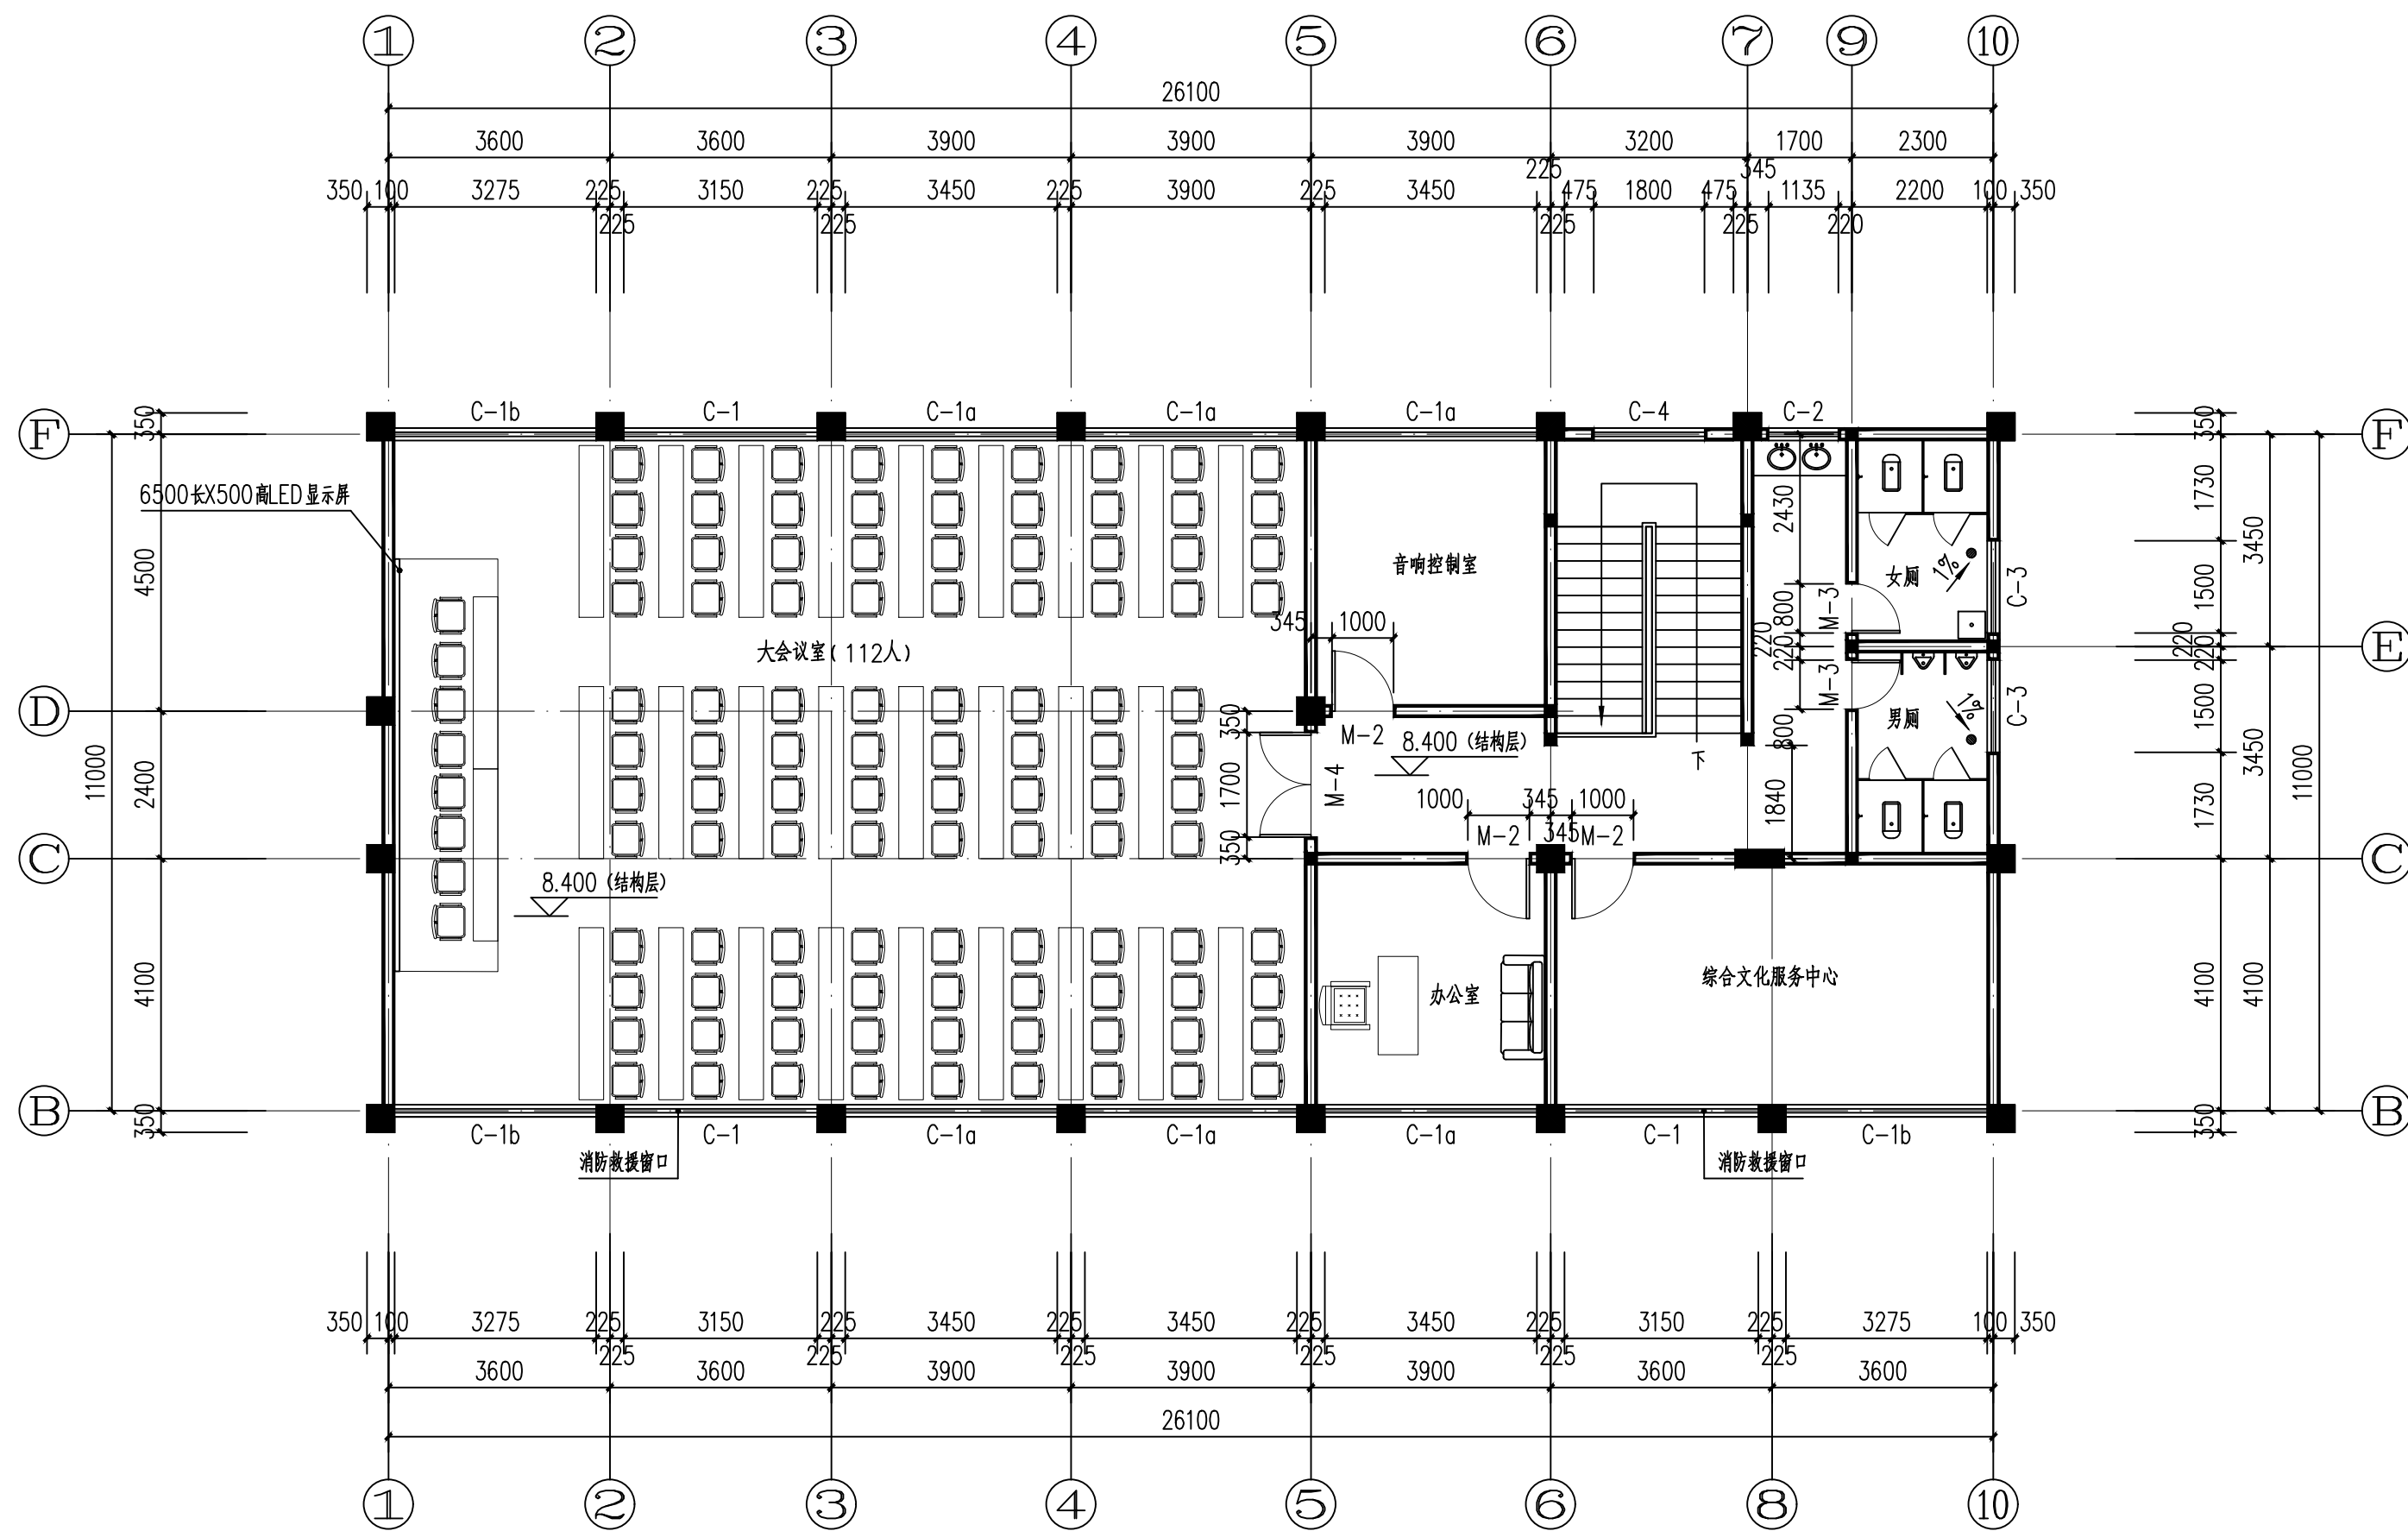 1 2 3 4 5 6 7 9 10
26100
3600 3600 3900 3900 3900 3200 1700 2300
225 345
350 100 3275 225 3150 225 3450 225 3900 225 3450 475 1800 475 1135 2200 100 350
225 225 225 225 220
C-1b C-1 C-1a C-1a C-1a C-4 C-2
F 350 350 F
6500长X500高LED显示屏
4500
2430
1730
3450
音响控制室
女厕 1%
1500
C-3
345 1000
800 M-3
大会议室(112人)
220
220
220
220
E
M-3
男厕 1%
1500
C-3
D
350
M-2 8.400 (结构层)
下
800
11000
2400
1700
M-4
1000 345 1000
1840
1730
3450
11000
M-2 345 M-2
350
C C
8.400 (结构层)
4100
办公室
综合文化服务中心
4100
4100
B 350 350 B
C-1b C-1 C-1a C-1a C-1a C-1 C-1b
消防救援窗口 消防救援窗口
350 100 3275 225 3150 225 3450 225 3450 225 3450 225 3150 225 3275 100 350
225 225 225 225 225 225
3600 3600 3900 3900 3900 3600 3600
26100
1 2 3 4 5 6 8 10